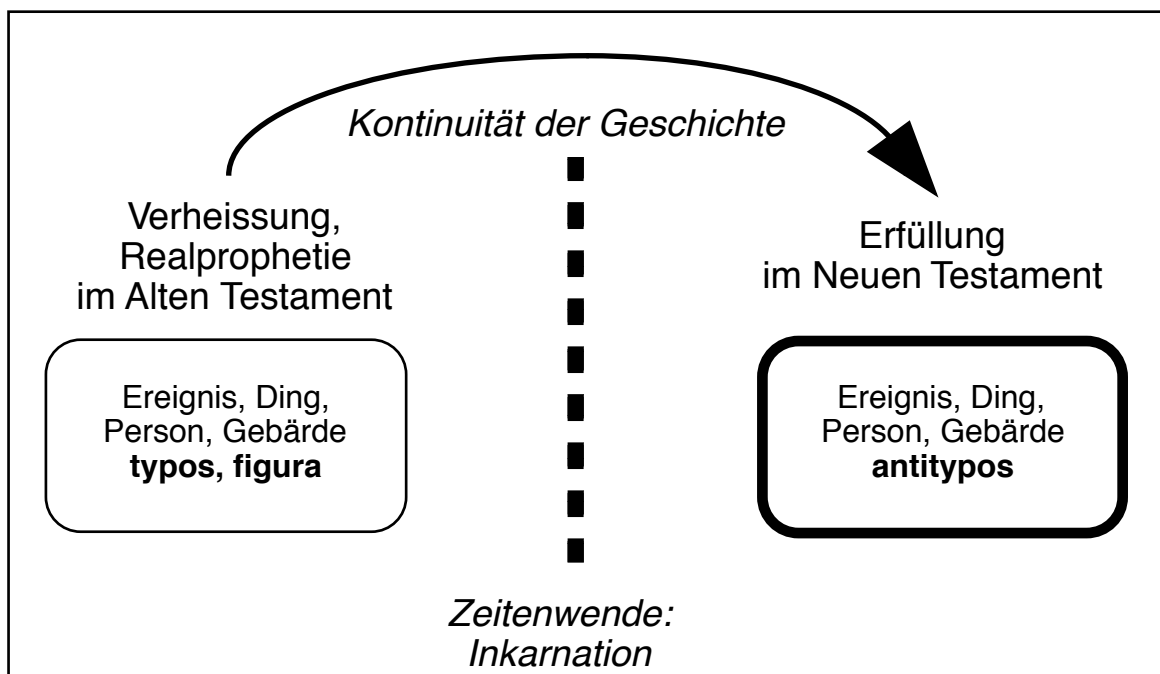 Kontinuität der Geschichte
Verheissung,
Realprophetie
im Alten Testament
Erfüllung
im Neuen Testament
Ereignis, Ding,
Person, Gebärde
typos, figura
Ereignis, Ding,
Person, Gebärde
antitypos
Zeitenwende:
Inkarnation